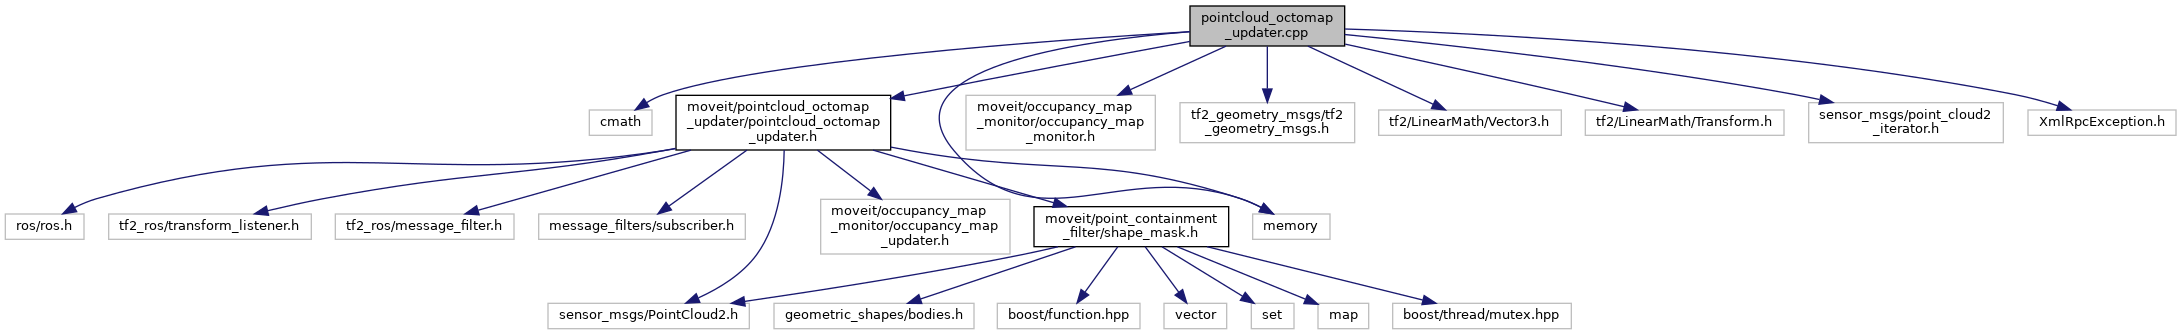 pointcloud_octomap
_updater.cpp
cmath
moveit/pointcloud_octomap
_updater/pointcloud_octomap
_updater.h
moveit/occupancy_map
_monitor/occupancy_map
_monitor.h
tf2_geometry_msgs/tf2
_geometry_msgs.h
tf2/LinearMath/Vector3.h
tf2/LinearMath/Transform.h
sensor_msgs/point_cloud2
_iterator.h
XmlRpcException.h
ros/ros.h
tf2_ros/transform_listener.h
tf2_ros/message_filter.h
message_filters/subscriber.h
moveit/occupancy_map
_monitor/occupancy_map
_updater.h
moveit/point_containment
_filter/shape_mask.h
memory
sensor_msgs/PointCloud2.h
geometric_shapes/bodies.h
boost/function.hpp
vector
set
map
boost/thread/mutex.hpp